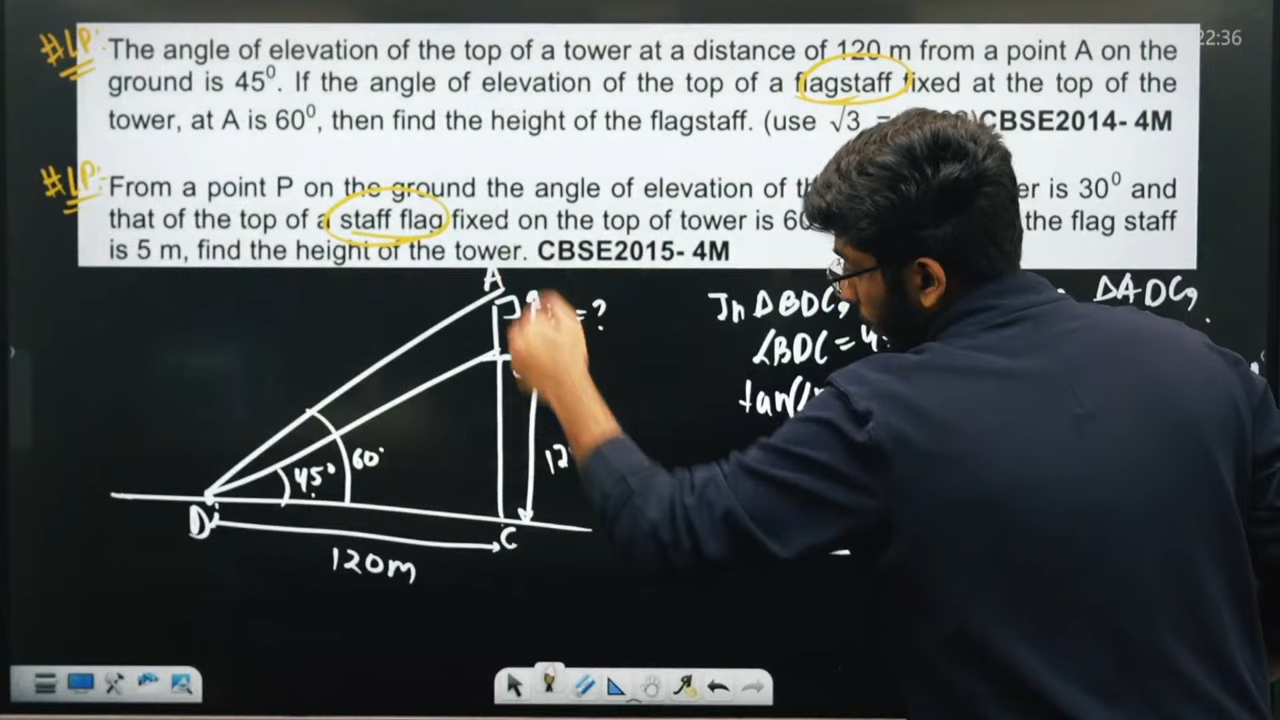 22:36
#LP: The angle of elevation of the top of a tower at a distance of 120 m from a point A on the
ground is 45⁰. If the angle of elevation of the top of a flagstaff fixed at the top of the
tower, at A is 60⁰, then find the height of the flagstaff. (use √3 = CBSE2014- 4M
#LP:- From a point P on the ground the angle of elevation of er is 30⁰ and
that of the top of a staff flag fixed on the top of tower is 60 the flag staff
is 5 m, find the height of the tower. CBSE2015- 4M
A
= ?
45°
60°
D
C
120m
12
In ΔBDC,
∠BDC = 4
tan(∠
ΔADC,